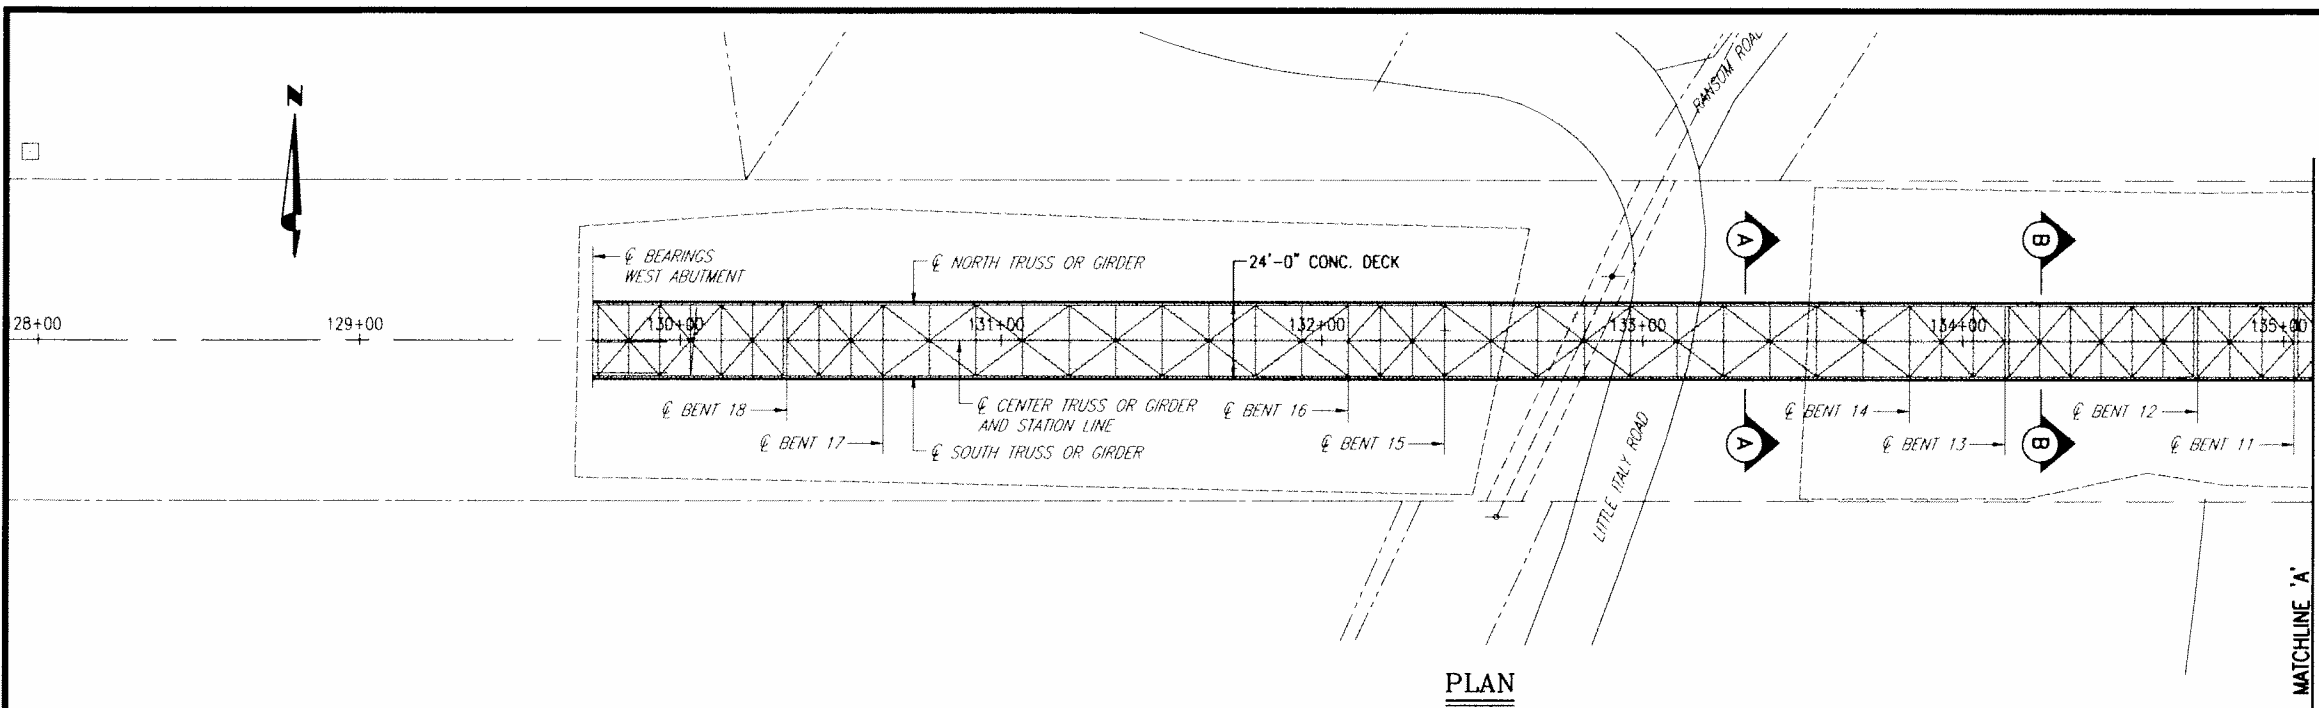 N
RANSOM ROAD
A
B
℄ BEARINGS
WEST ABUTMENT
℄ NORTH TRUSS OR GIRDER
24'-0" CONC. DECK
28+00
129+00
130+00
131+00
132+00
133+00
134+00
135+00
℄ BENT 18
℄ CENTER TRUSS OR GIRDER
AND STATION LINE
℄ BENT 16
℄ BENT 14
℄ BENT 12
℄ BENT 17
℄ SOUTH TRUSS OR GIRDER
℄ BENT 15
A
℄ BENT 13
B
℄ BENT 11
LITTLE ITALY ROAD
MATCHLINE 'A'
PLAN